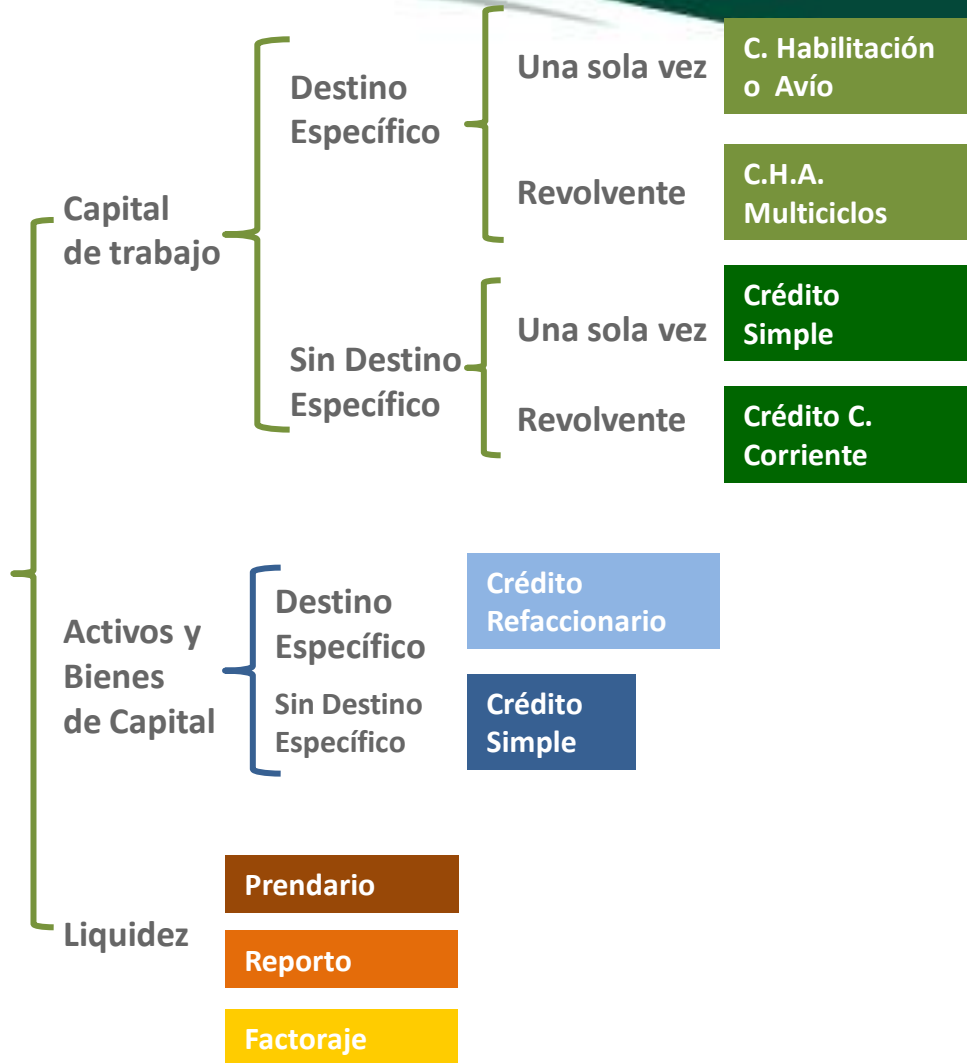 Capital
de trabajo
Destino
Específico
Una sola vez
C. Habilitación
o Avío
Revolvente
C.H.A.
Multiciclos
Sin Destino
Específico
Una sola vez
Crédito
Simple
Revolvente
Crédito C.
Corriente
Activos y
Bienes
de Capital
Destino
Específico
Crédito
Refaccionario
Sin Destino
Específico
Crédito
Simple
Liquidez
Prendario
Reporto
Factoraje